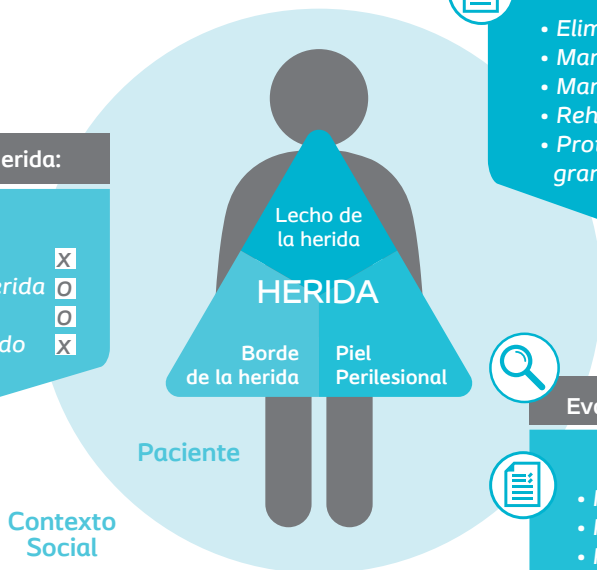 erida:
x
erida o
o
do x
• Elim
• Man
• Man
• Reh
• Prot
gran
Lecho de
la herida
HERIDA
Borde
de la herida
Piel
Perilesional
Paciente
Contexto
Social
Eva